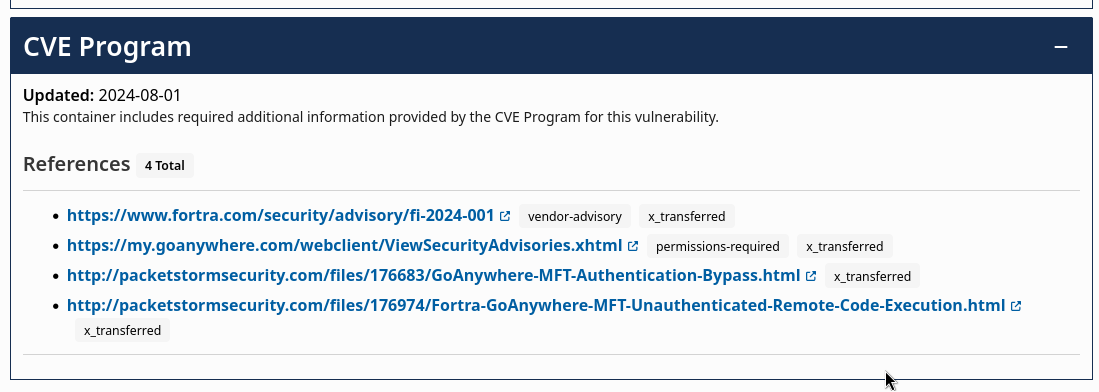 CVE Program
Updated: 2024-08-01
This container includes required additional information provided by the CVE Program for this vulnerability.
References 4 Total
https://www.fortra.com/security/advisory/fi-2024-001 vendor-advisory x_transferred
https://my.goanywhere.com/webclient/ViewSecurityAdvisories.xhtml permissions-required x_transferred
http://packetstormsecurity.com/files/176683/GoAnywhere-MFT-Authentication-Bypass.html x_transferred
http://packetstormsecurity.com/files/176974/Fortra-GoAnywhere-MFT-Unauthenticated-Remote-Code-Execution.html
x_transferred